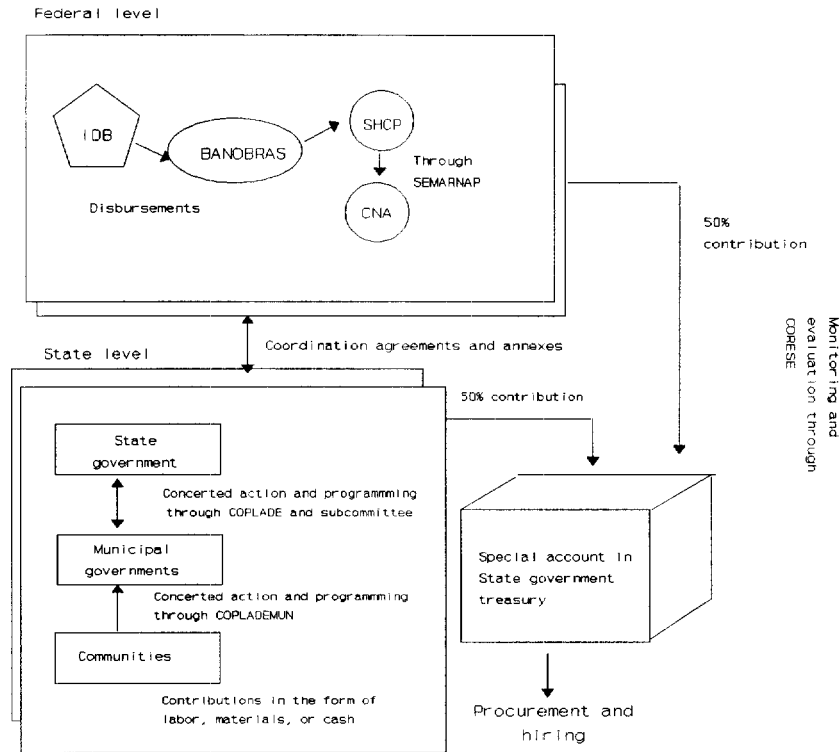 Federal level
IDB
BANOBRAS
SHCP
Through
SEMARNAP
CNA
Disbursements
50%
contribution
Monitoring and
evaluation through
CORESE
Coordination agreements and annexes
State level
50% contribution
State
government
Concerted action and programmming
through COPLADE and subcommittee
Municipal
governments
Concerted action and programmming
through COPLADEMUN
Communities
Contributions in the form of
labor, materials, or cash
Special account in
State government
treasury
Procurement and
hiring